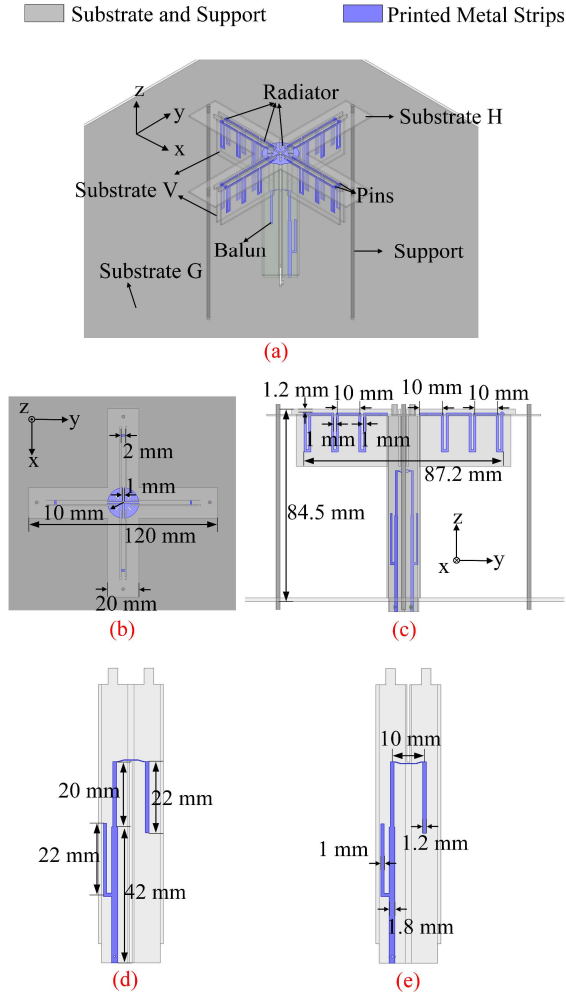 Substrate and Support
Printed Metal Strips
Radiator
z
y
x
Substrate H
Substrate V
Pins
Balun
Support
Substrate G
(a)
z
y
x
2 mm
1 mm
10 mm
120 mm
20 mm
(b)
1.2 mm
10 mm
10 mm
10 mm
1 mm
1 mm
87.2 mm
84.5 mm
z
x
y
(c)
20 mm
22 mm
22 mm
42 mm
(d)
10 mm
1 mm
1.2 mm
1.8 mm
(e)